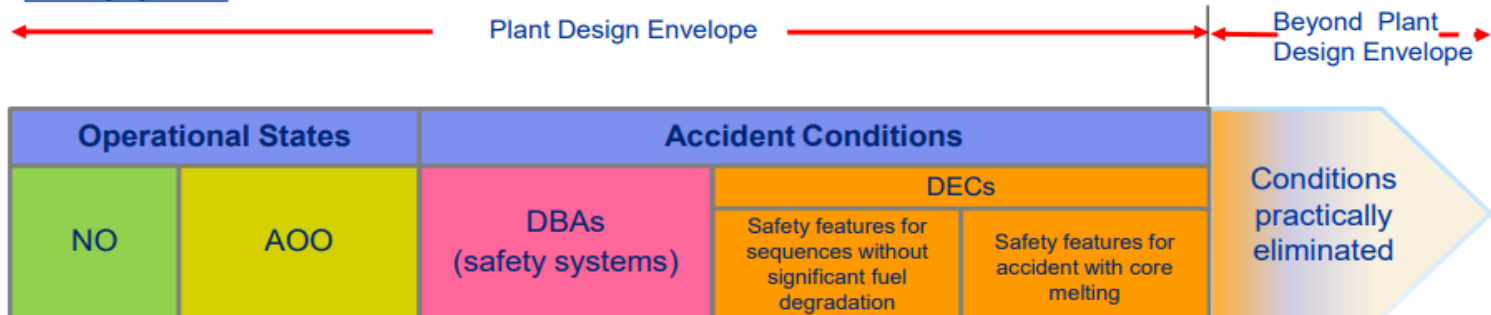 Plant Design Envelope
Beyond Plant
Design Envelope
Operational States
Accident Conditions
Conditions
practically
eliminated
NO
AOO
DBAs
(safety systems)
DECs
Safety features for
sequences without
significant fuel
degradation
Safety features for
accident with core
melting